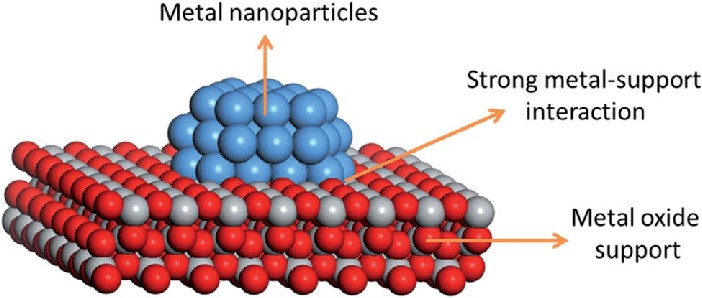 Metal nanoparticles
Strong metal-support
interaction
Metal oxide
support